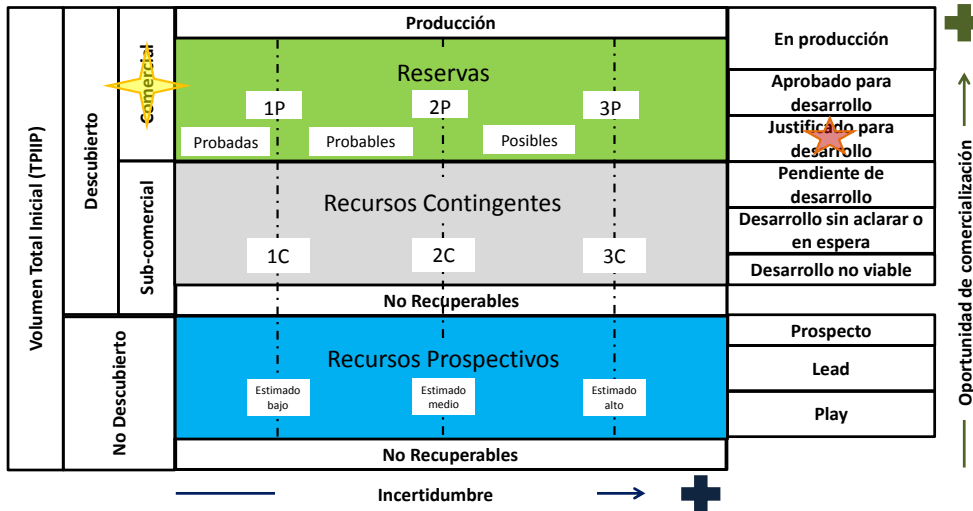 Volumen Total Inicial (TPIIP)
Descubierto
No Descubierto
Comercial
Sub-comercial
Producción
Reservas
1P
2P
3P
Probadas
Probables
Posibles
Recursos Contingentes
1C
2C
3C
No Recuperables
Recursos Prospectivos
Estimado
bajo
Estimado
medio
Estimado
alto
No Recuperables
En producción
Aprobado para
desarrollo
Justificado para
desarrollo
Pendiente de
desarrollo
Desarrollo sin aclarar o
en espera
Desarrollo no viable
Prospecto
Lead
Play
Oportunidad de comercialización
Incertidumbre